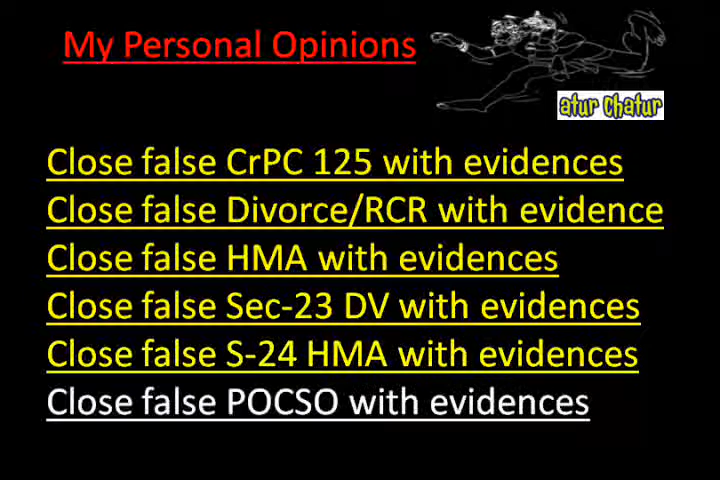 My Personal Opinions
atur chatur
Close false CrPC 125 with evidences
Close false Divorce/RCR with evidence
Close false HMA with evidences
Close false Sec-23 DV with evidences
Close false S-24 HMA with evidences
Close false POCSO with evidences